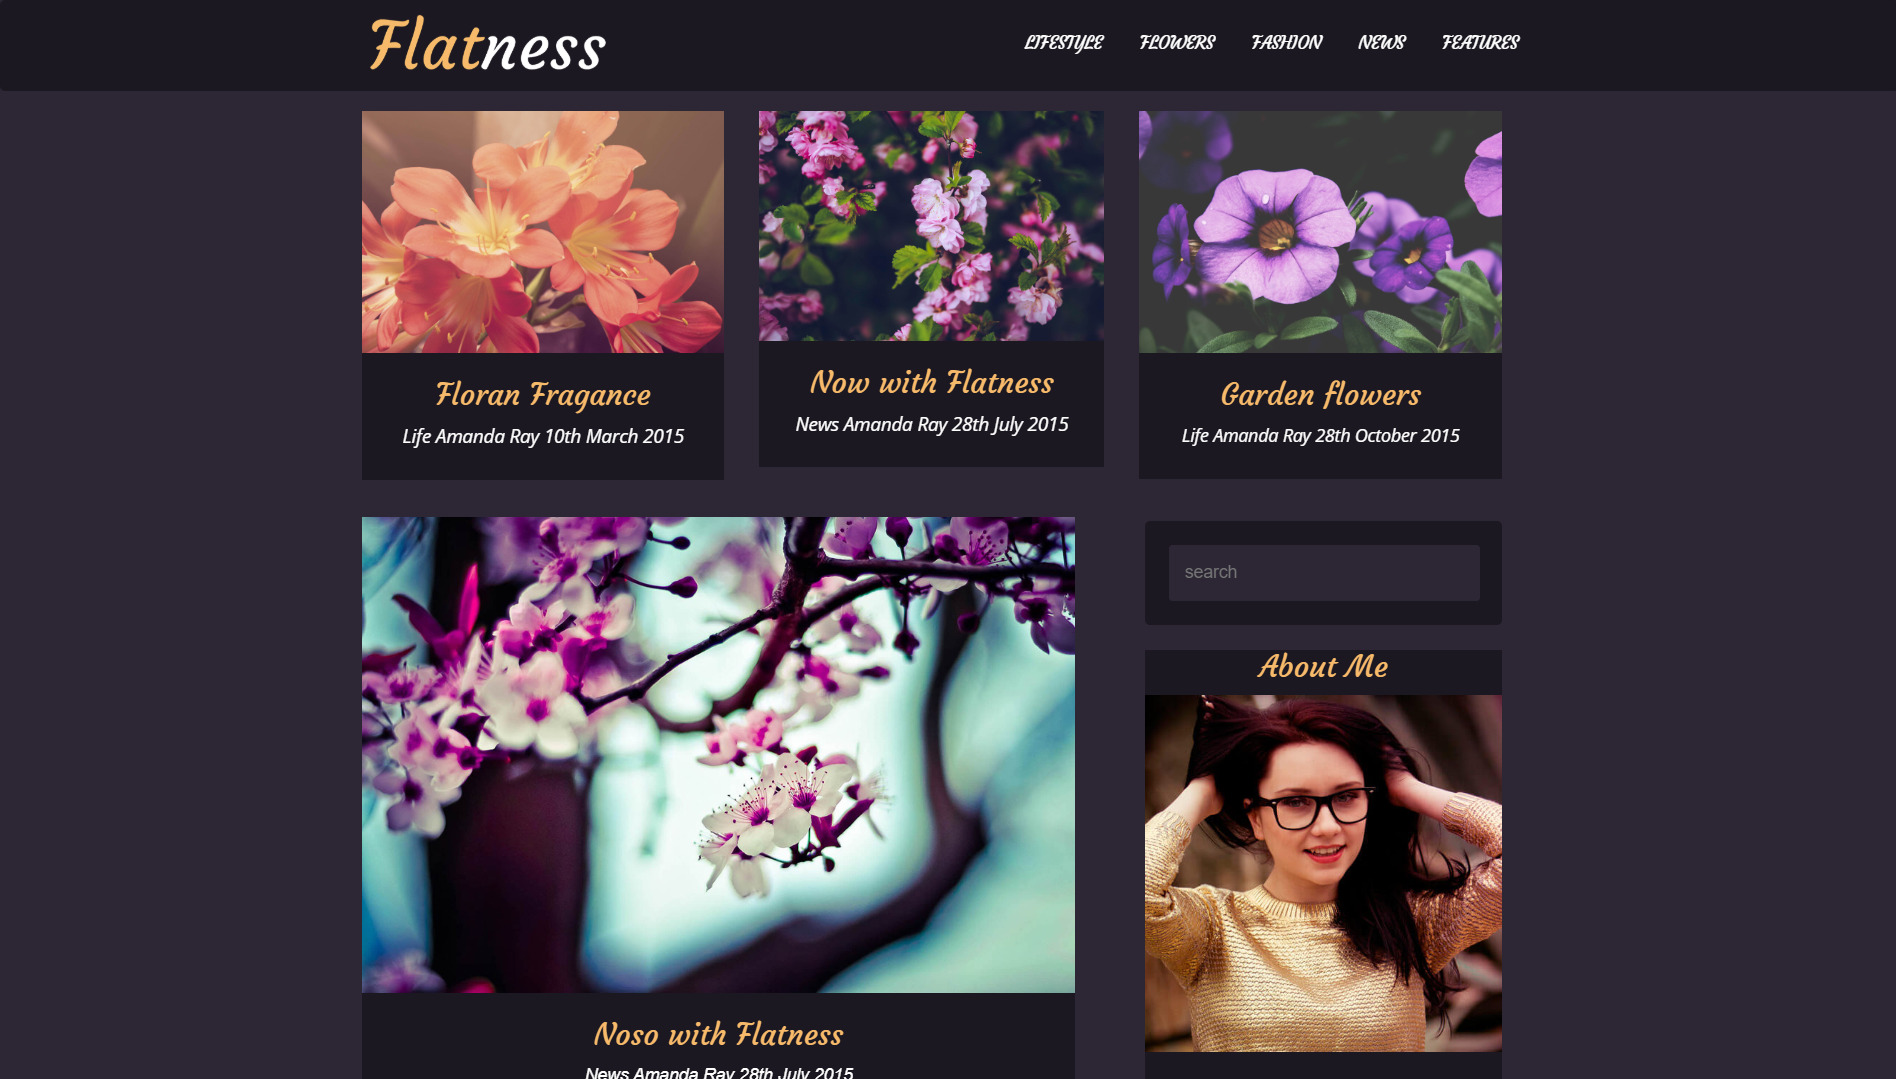 Flatness
LIFESTYLE FLOWERS FASHION NEWS FEATURES
Floran Fragance
Life Amanda Ray 10th March 2015
Now with Flatness
News Amanda Ray 28th July 2015
Garden flowers
Life Amanda Ray 28th October 2015
search
About Me
Noso with Flatness
News Amanda Ray 28th July 2015